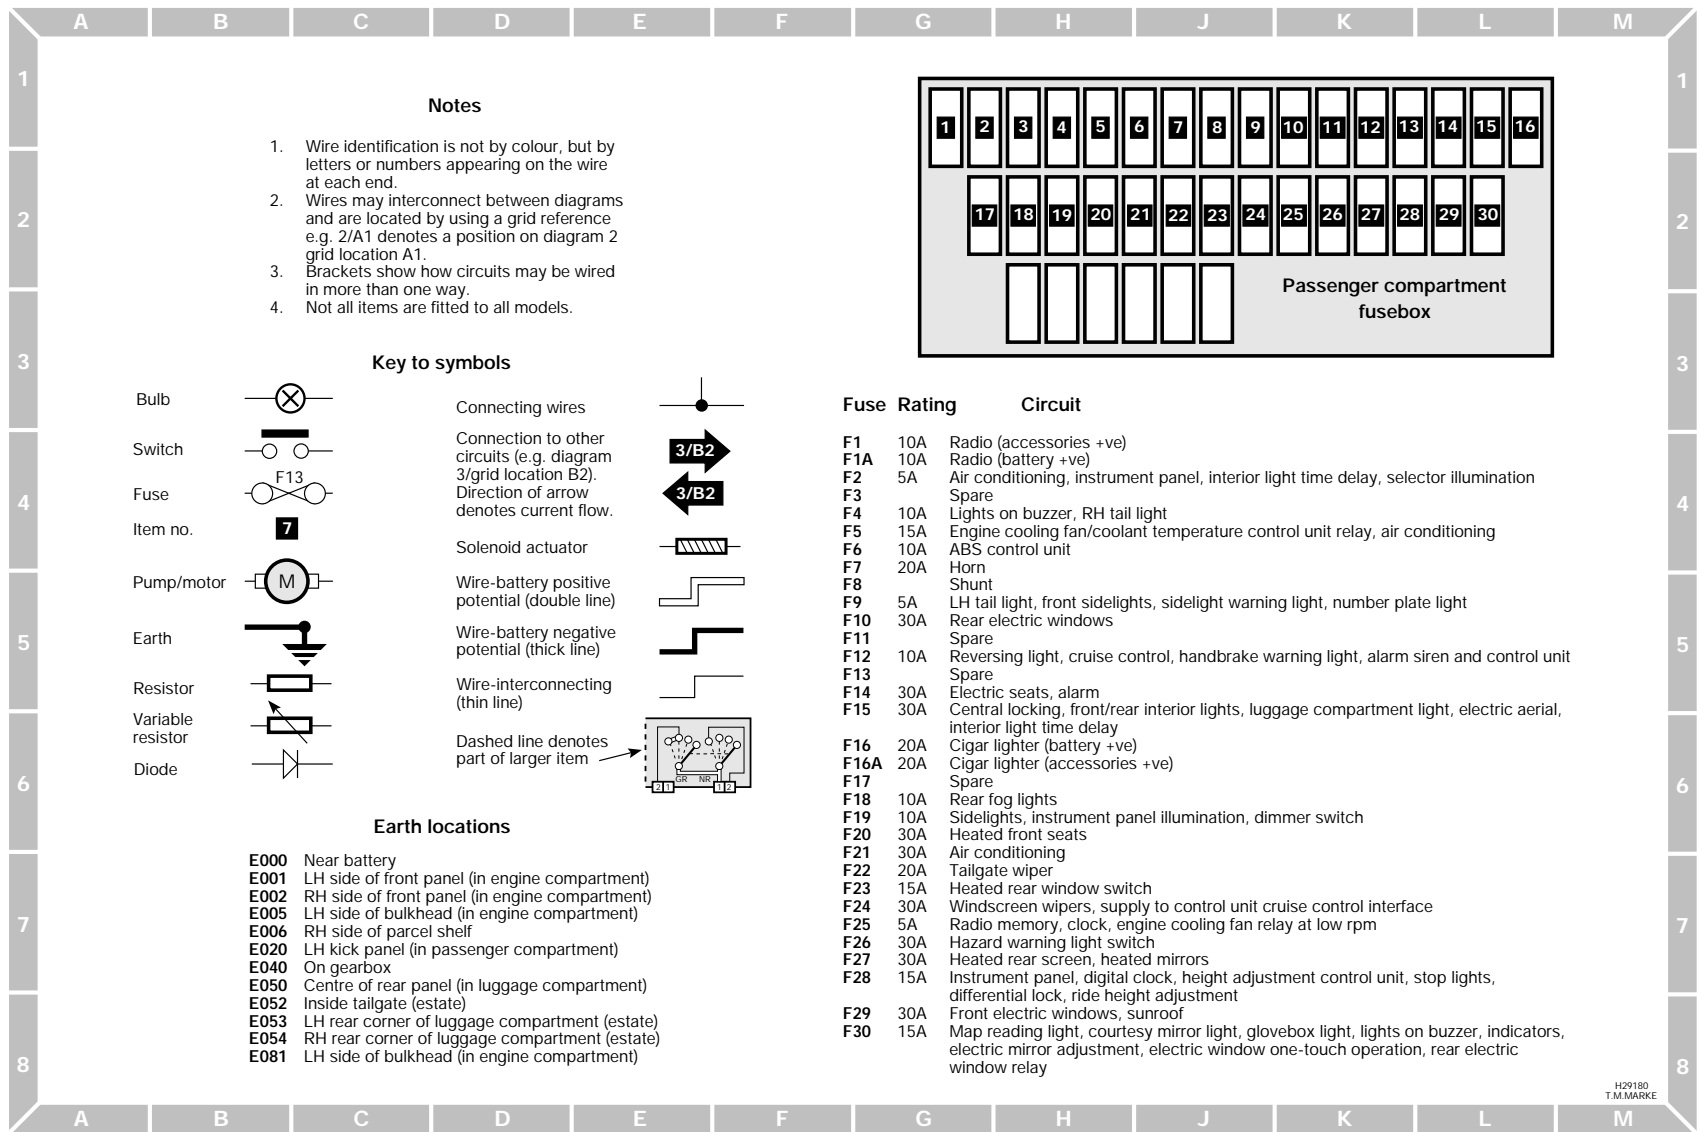 A B C D E F G H J K L M
1 1
2 2
3 3
4 4
5 5
6 6
7 7
8 8
Notes
1. Wire identification is not by colour, but by
letters or numbers appearing on the wire
at each end.
2. Wires may interconnect between diagrams
and are located by using a grid reference
e.g. 2/A1 denotes a position on diagram 2
grid location A1.
3. Brackets show how circuits may be wired
in more than one way.
4. Not all items are fitted to all models.
Key to symbols
Bulb
Switch
Fuse
F13
Item no.
7
Pump/motor
M
Earth
Resistor
Variable
resistor
Diode
Connecting wires
Connection to other
circuits (e.g. diagram
3/grid location B2).
Direction of arrow
denotes current flow.
3/B2
3/B2
Solenoid actuator
Wire-battery positive
potential (double line)
Wire-battery negative
potential (thick line)
Wire-interconnecting
(thin line)
Dashed line denotes
part of larger item
GR NR
2 1 1 2
Earth locations
E000 Near battery
E001 LH side of front panel (in engine compartment)
E002 RH side of front panel (in engine compartment)
E005 LH side of bulkhead (in engine compartment)
E006 RH side of parcel shelf
E020 LH kick panel (in passenger compartment)
E040 On gearbox
E050 Centre of rear panel (in luggage compartment)
E052 Inside tailgate (estate)
E053 LH rear corner of luggage compartment (estate)
E054 RH rear corner of luggage compartment (estate)
E081 LH side of bulkhead (in engine compartment)
1 2 3 4 5 6 7 8 9 10 11 12 13 14 15 16
17 18 19 20 21 22 23 24 25 26 27 28 29 30
Passenger compartment
fusebox
Fuse Rating Circuit
F1 10A Radio (accessories +ve)
F1A 10A Radio (battery +ve)
F2 5A Air conditioning, instrument panel, interior light time delay, selector illumination
F3 Spare
F4 10A Lights on buzzer, RH tail light
F5 15A Engine cooling fan/coolant temperature control unit relay, air conditioning
F6 10A ABS control unit
F7 20A Horn
F8 Shunt
F9 5A LH tail light, front sidelights, sidelight warning light, number plate light
F10 30A Rear electric windows
F11 Spare
F12 10A Reversing light, cruise control, handbrake warning light, alarm siren and control unit
F13 Spare
F14 30A Electric seats, alarm
F15 30A Central locking, front/rear interior lights, luggage compartment light, electric aerial,
interior light time delay
F16 20A Cigar lighter (battery +ve)
F16A 20A Cigar lighter (accessories +ve)
F17 Spare
F18 10A Rear fog lights
F19 10A Sidelights, instrument panel illumination, dimmer switch
F20 30A Heated front seats
F21 30A Air conditioning
F22 20A Tailgate wiper
F23 15A Heated rear window switch
F24 30A Windscreen wipers, supply to control unit cruise control interface
F25 5A Radio memory, clock, engine cooling fan relay at low rpm
F26 30A Hazard warning light switch
F27 30A Heated rear screen, heated mirrors
F28 15A Instrument panel, digital clock, height adjustment control unit, stop lights,
differential lock, ride height adjustment
F29 30A Front electric windows, sunroof
F30 15A Map reading light, courtesy mirror light, glovebox light, lights on buzzer, indicators,
electric mirror adjustment, electric window one-touch operation, rear electric
window relay
H29180
T.M.MARKE
A B C D E F G H J K L M